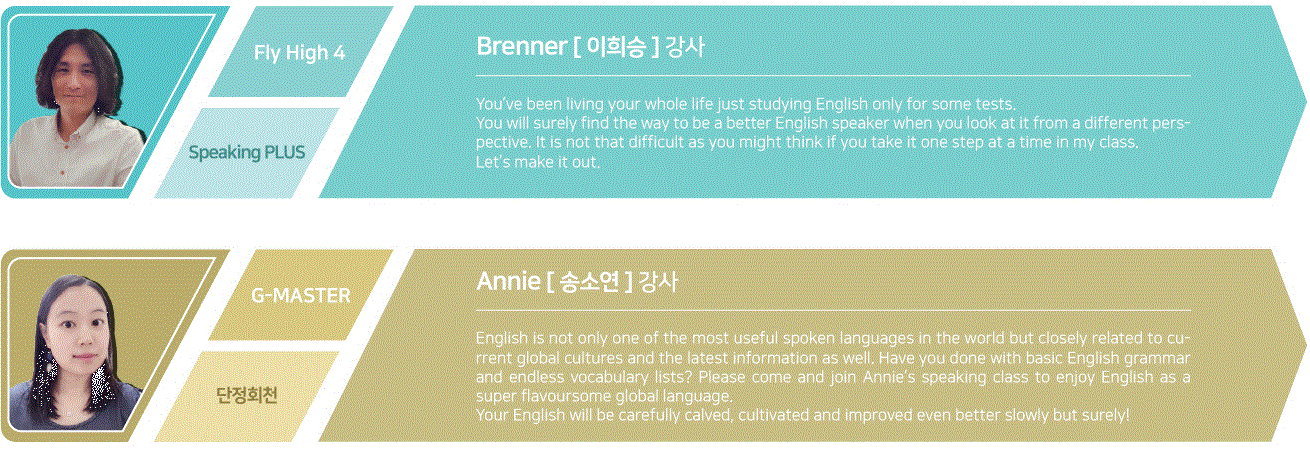 Fly High 4
Speaking PLUS
Brenner [ 이희승 ] 강사
You've been living your whole life just studying English only for some tests.
You will surely find the way to be a better English speaker when you look at it from a different pers-
pective. It is not that difficult as you might think if you take it one step at a time in my class.
Let's make it out.
G-MASTER
단정회천
Annie [ 송소연 ] 강사
English is not only one of the most useful spoken languages in the world but closely related to cu-
rrent global cultures and the latest information as well. Have you done with basic English grammar
and endless vocabulary lists? Please come and join Annie's speaking class to enjoy English as a
super flavoursome global language.
Your English will be carefully calved, cultivated and improved even better slowly but surely!